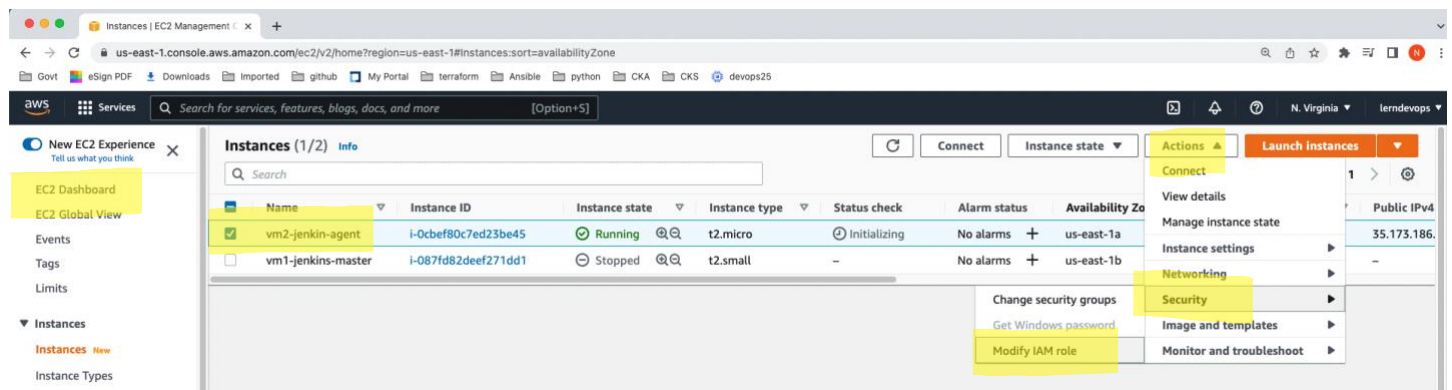 Instances | EC2 Management C
us-east-1.console.aws.amazon.com/ec2/v2/home?region=us-east-1#Instances:sort=availabilityZone
N
Govt eSign PDF Downloads Imported github My Portal terraform Ansible python CKA CKS devops25
aws Services Search for services, features, blogs, docs, and more [Option+S] N. Virginia lerndevops
New EC2 Experience
Tell us what you think
EC2 Dashboard
EC2 Global View
Events
Tags
Limits
Instances
Instances New
Instance Types
Instances (1/2) Info
Connect Instance state Actions Launch instances
Search
1
Name Instance ID Instance state Instance type Status check Alarm status Availability Zo Public IPv4
vm2-jenkin-agent i-0cbef80c7ed23be45 Running t2.micro Initializing No alarms + us-east-1a 35.173.186.
vm1-jenkins-master i-087fd82deef271dd1 Stopped t2.small – No alarms + us-east-1b –
Connect
View details
Manage instance state
Instance settings
Networking
Security
Image and templates
Monitor and troubleshoot
Change security groups
Get Windows password
Modify IAM role